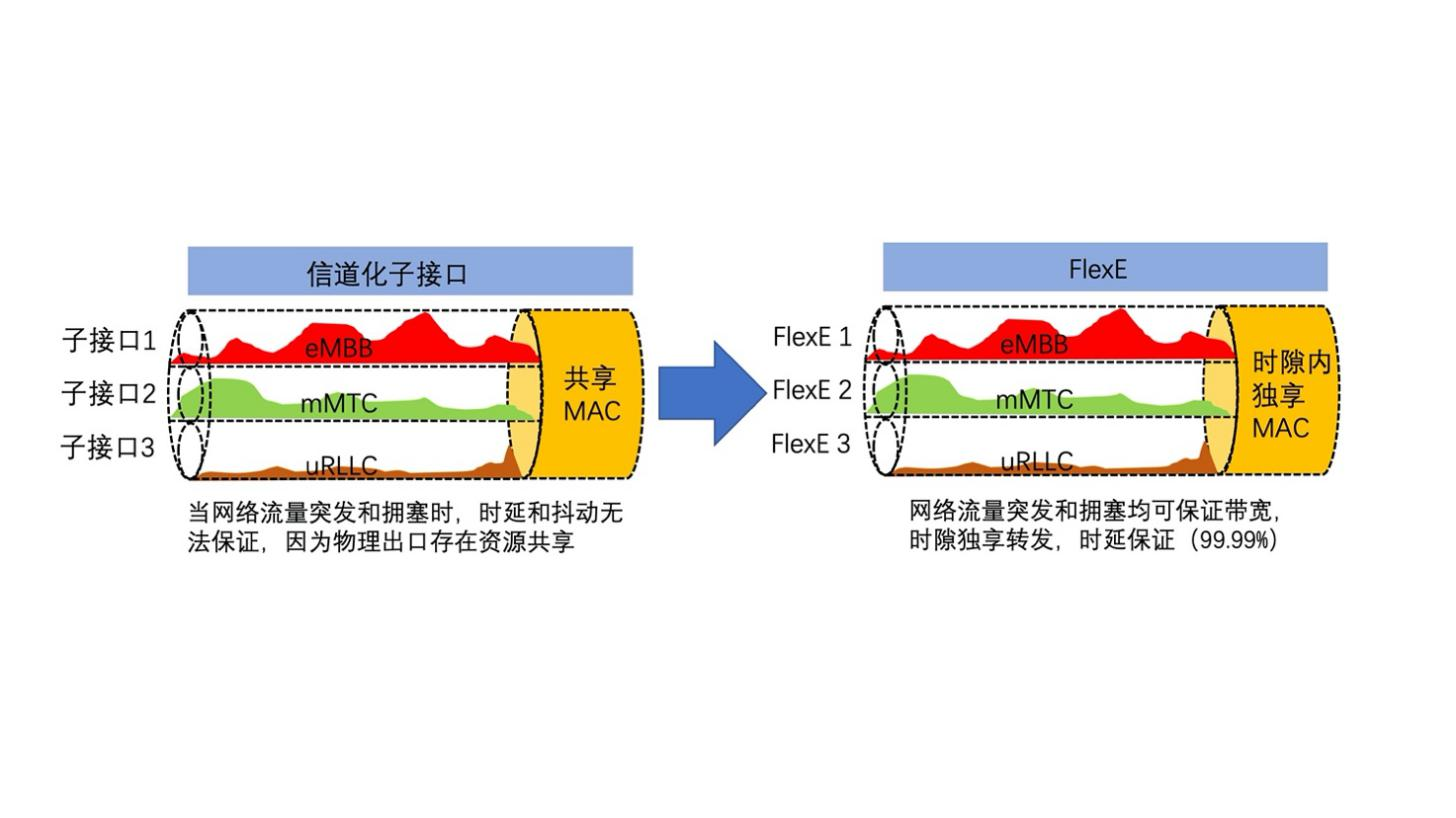 信道化子接口
子接口1
子接口2
子接口3
eMBB
mMTC
uRLLC
共享
MAC
当网络流量突发和拥塞时，时延和抖动无
法保证，因为物理出口存在资源共享
FlexE
FlexE 1
FlexE 2
FlexE 3
eMBB
mMTC
uRLLC
时隙内
独享
MAC
网络流量突发和拥塞均可保证带宽，
时隙独享转发，时延保证（99.99%）